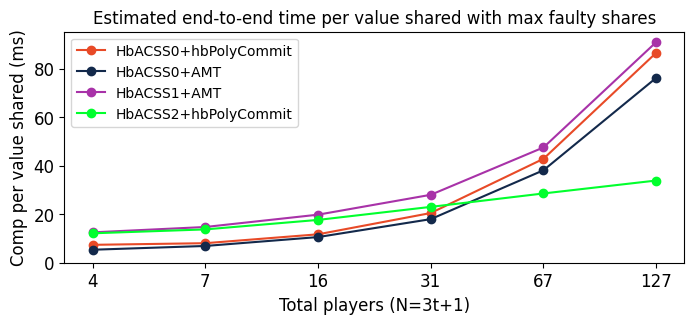 Estimated end-to-end time per value shared with max faulty shares
Comp per value shared (ms)
80
60
40
20
0
HbACSS0+hbPolyCommit
HbACSS0+AMT
HbACSS1+AMT
HbACSS2+hbPolyCommit
4 7 16 31 67 127
Total players (N=3t+1)